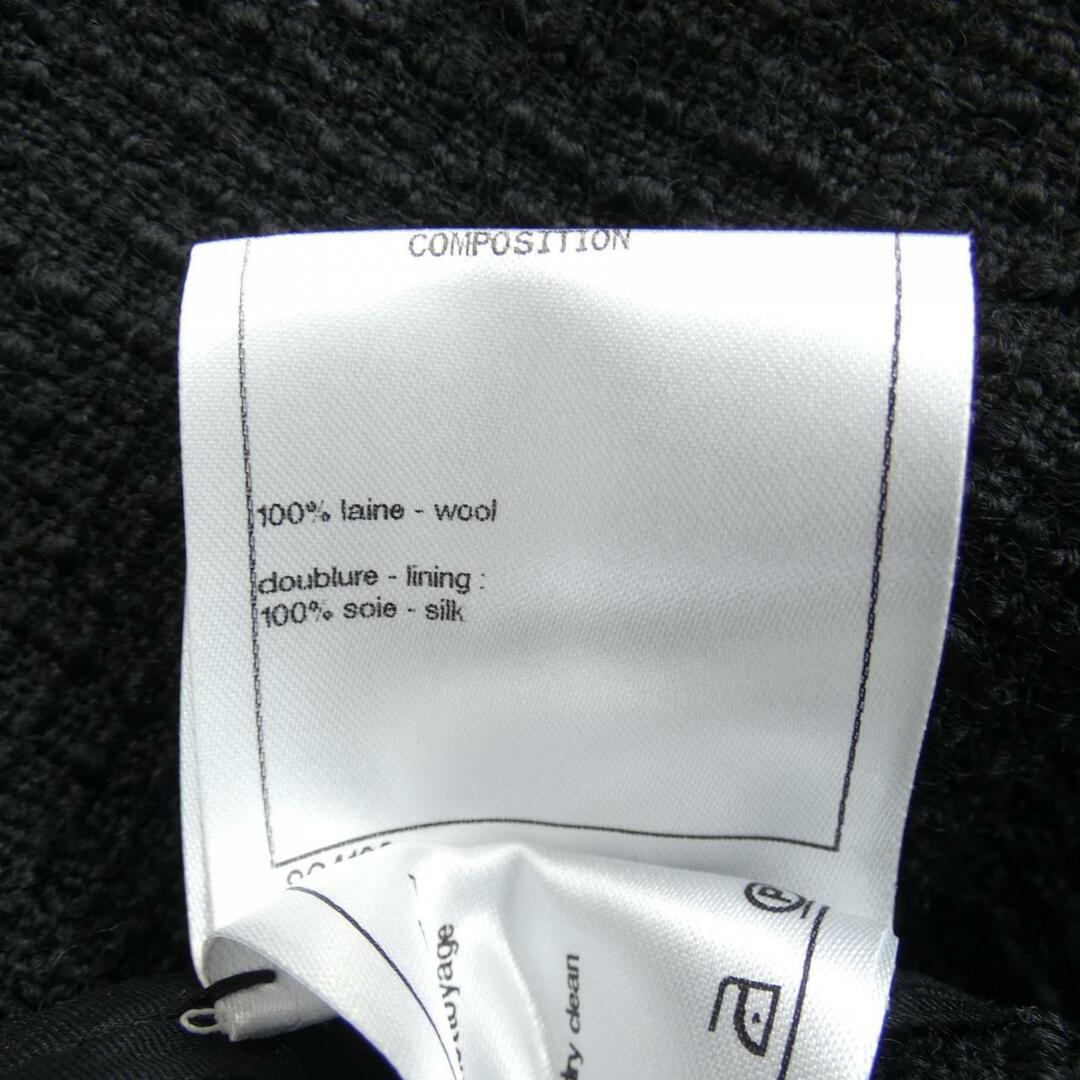 COMPOSITION
100% laine - wool
doublure - lining :
100% soie - silk
P
dry clean